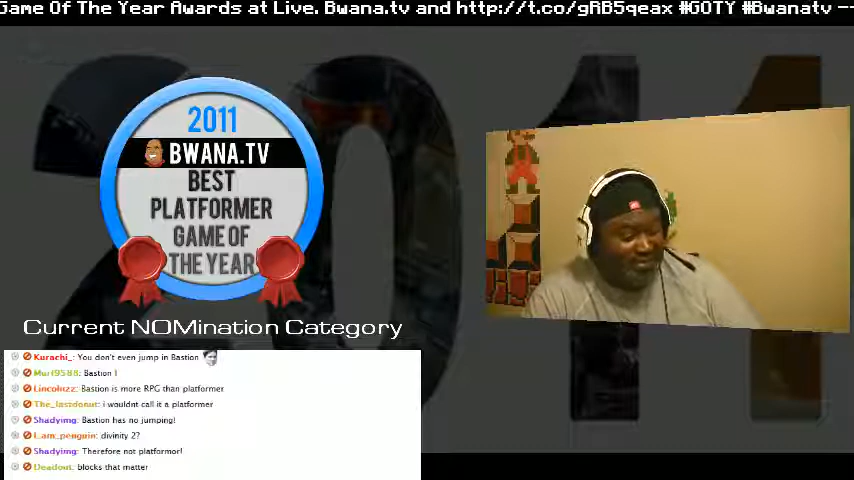 Game Of The Year Awards at Live. Bwana.tv and http://t.co/gRB5qeax #GOTY #Bwanatv --
2011
BWANA.TV
BEST
PLATFORMER
GAME OF
THE YEAR
Current NOMination Category
Kurachi_: You don't even jump in Bastion
Murf9588: Bastion !
Lincoluzz: Bastion is more RPG than platformer
The_lastdonut: i wouldnt call it a platformer
Shadyimg: Bastion has no jumping!
I_am_penguin: divinity 2?
Shadyimg: Therefore not platformer!
Deadout: blocks that matter
2011